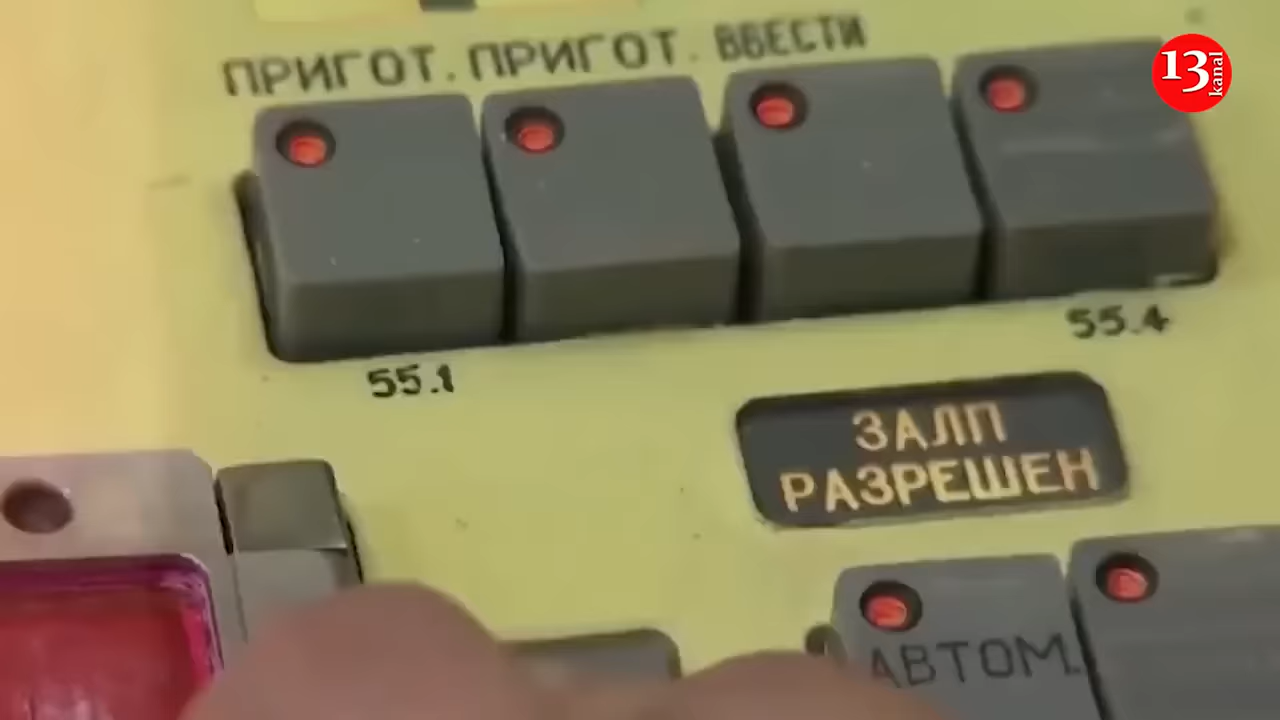 ПРИГОТ. ПРИГОТ. ВВЕСТИ
13
kanal
55.1
55.4
ЗАЛП
РАЗРЕШЕН
АВТОМ.